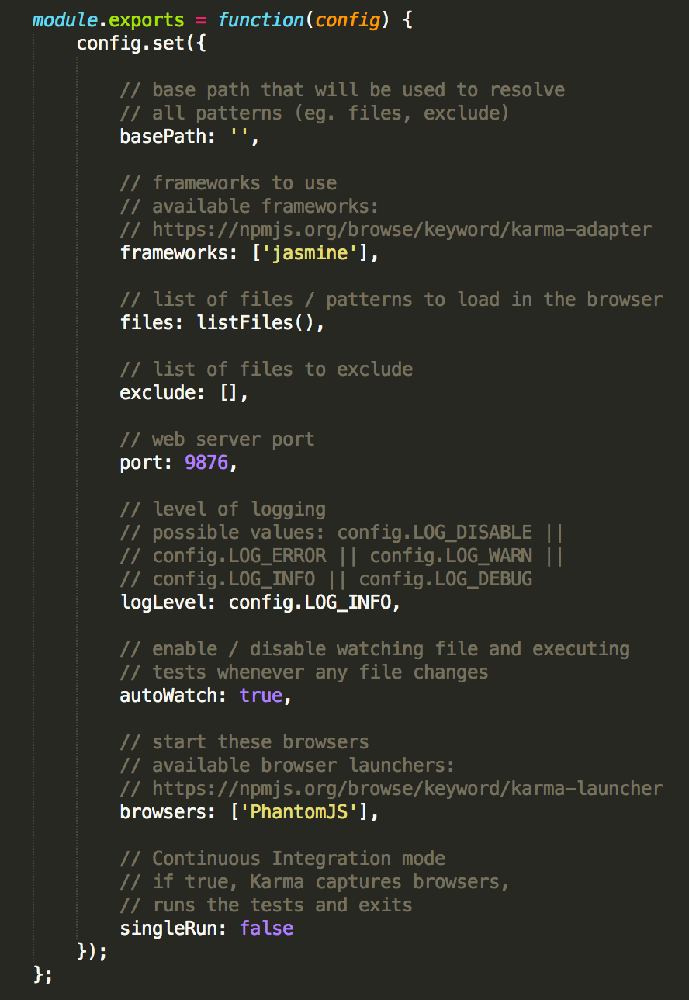 module.exports = function(config) {
    config.set({

        // base path that will be used to resolve
        // all patterns (eg. files, exclude)
        basePath: '',

        // frameworks to use
        // available frameworks:
        // https://npmjs.org/browse/keyword/karma-adapter
        frameworks: ['jasmine'],

        // list of files / patterns to load in the browser
        files: listFiles(),

        // list of files to exclude
        exclude: [],

        // web server port
        port: 9876,

        // level of logging
        // possible values: config.LOG_DISABLE ||
        // config.LOG_ERROR || config.LOG_WARN ||
        // config.LOG_INFO || config.LOG_DEBUG
        logLevel: config.LOG_INFO,

        // enable / disable watching file and executing
        // tests whenever any file changes
        autoWatch: true,

        // start these browsers
        // available browser launchers:
        // https://npmjs.org/browse/keyword/karma-launcher
        browsers: ['PhantomJS'],

        // Continuous Integration mode
        // if true, Karma captures browsers,
        // runs the tests and exits
        singleRun: false
    });
};